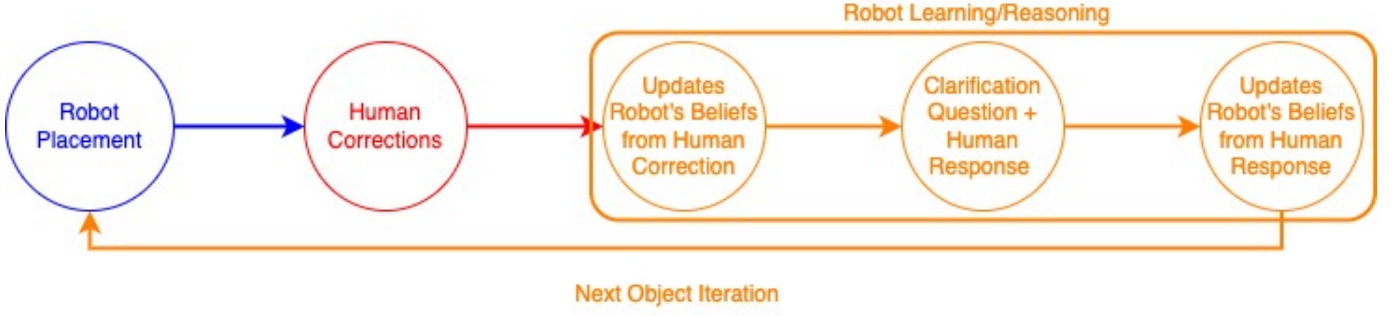 Robot Learning/Reasoning
Robot
Placement
Human
Corrections
Updates
Robot's Beliefs
from Human
Correction
Clarification
Question +
Human
Response
Updates
Robot's Beliefs
from Human
Response
Next Object Iteration